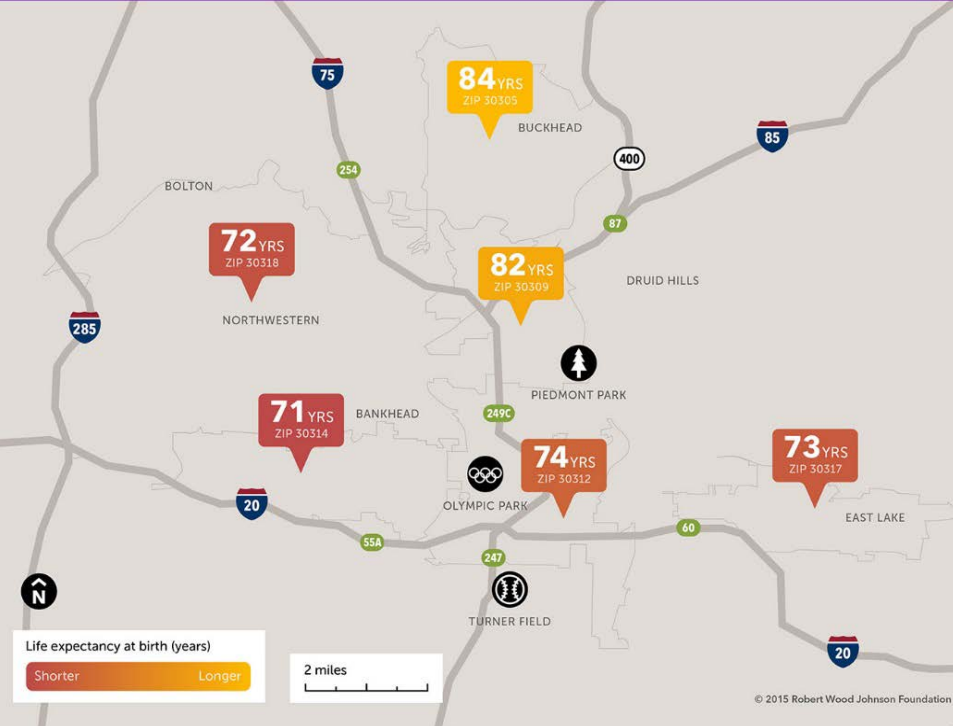 75
84 YRS
ZIP 30305
BUCKHEAD
85
400
254
BOLTON
87
72 YRS
ZIP 30318
82 YRS
ZIP 30309
DRUID HILLS
NORTHWESTERN
285
PIEDMONT PARK
71 YRS
ZIP 30314
BANKHEAD
249C
74 YRS
ZIP 30312
73 YRS
ZIP 30317
OLYMPIC PARK
EAST LAKE
20
60
55A
247
N
TURNER FIELD
Life expectancy at birth (years)
Shorter Longer
2 miles
20
© 2015 Robert Wood Johnson Foundation